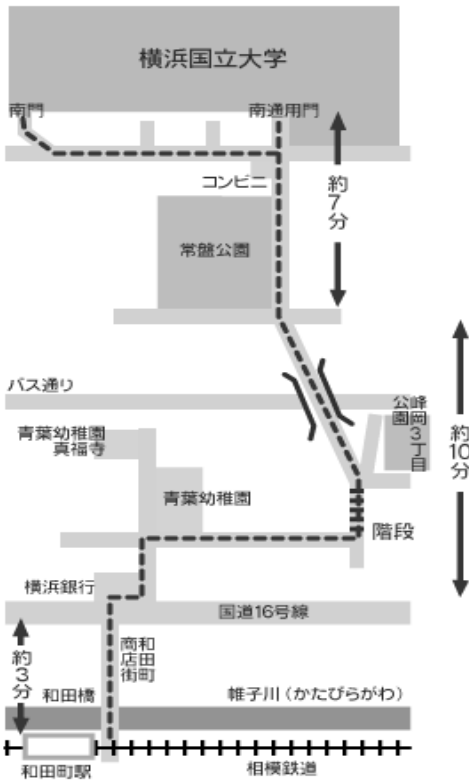 横浜国立大学
南門
南通用門
約7分
コンビニ
常盤公園
バス通り
峰岡3丁目
公園
青葉幼稚園
真福寺
約10分
青葉幼稚園
階段
横浜銀行
国道16号線
和田町
商店街
約3分
和田橋
帷子川(かたびらがわ)
和田町駅
相模鉄道